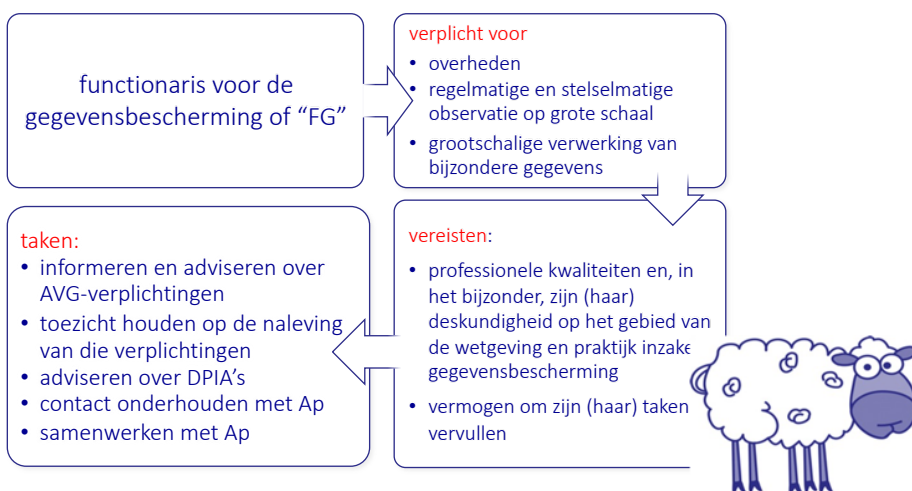 functionaris voor de
gegevensbescherming of “FG”
verplicht voor
• overheden
• regelmatige en stelselmatige
observatie op grote schaal
• grootschalige verwerking van
bijzondere gegevens
vereisten:
• professionele kwaliteiten en, in
het bijzonder, zijn (haar)
deskundigheid op het gebied van
de wetgeving en praktijk inzake
gegevensbescherming
• vermogen om zijn (haar) taken
vervullen
taken:
• informeren en adviseren over
AVG-verplichtingen
• toezicht houden op de naleving
van die verplichtingen
• adviseren over DPIA’s
• contact onderhouden met Ap
• samenwerken met Ap